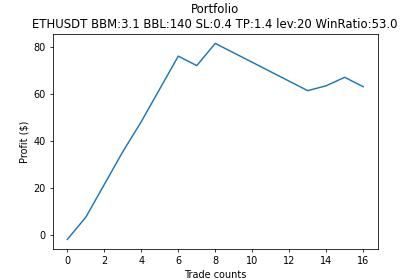 Portfolio
ETHUSDT BBM:3.1 BBL:140 SL:0.4 TP:1.4 lev:20 WinRatio:53.0
80
60
40
20
0
Profit ($)
0 2 4 6 8 10 12 14 16
Trade counts